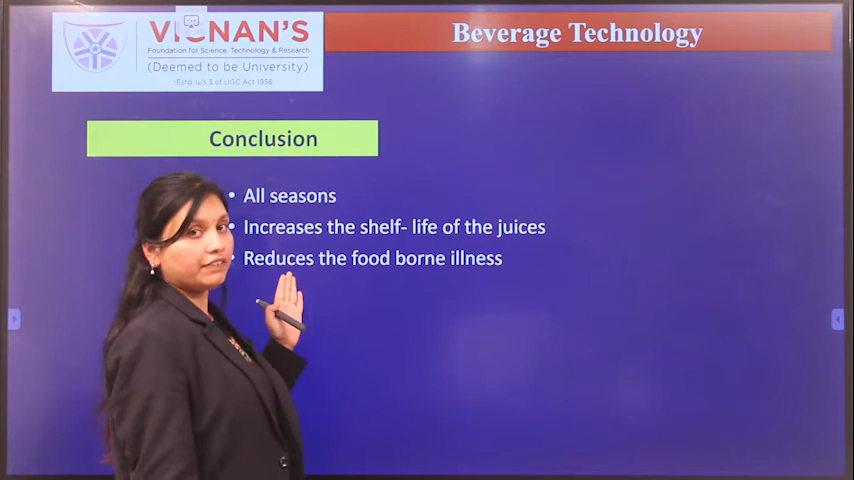 VIGNAN'S
Foundation for Science, Technology & Research
(Deemed to be University)
-Estd. u/s 3 of UGC Act 1956
Beverage Technology
Conclusion
• All seasons
• Increases the shelf- life of the juices
• Reduces the food borne illness